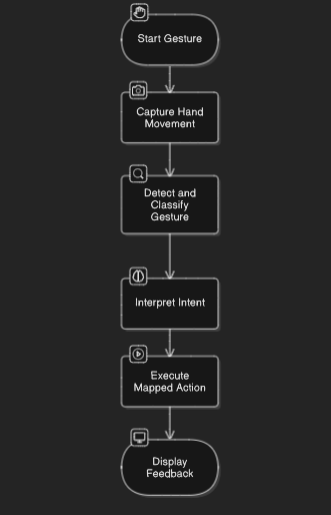 Start Gesture
Capture Hand
Movement
Detect and
Classify
Gesture
Interpret Intent
Execute
Mapped Action
Display
Feedback